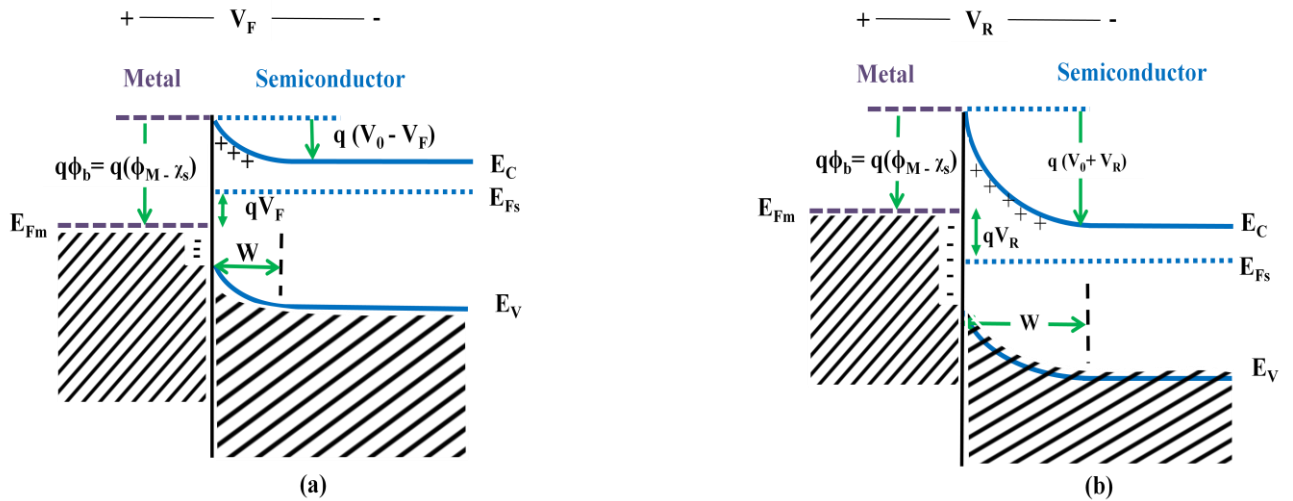 + V_F -
Metal Semiconductor
q (V_0 - V_F)
qϕ_b= q(ϕ_M - χ_s)
E_C
E_Fs
qV_F
E_Fm
W
E_V
(a)
+ V_R -
Metal Semiconductor
qϕ_b= q(ϕ_M - χ_s)
q (V_0+ V_R)
E_Fm
E_C
qV_R
E_Fs
W
E_V
(b)